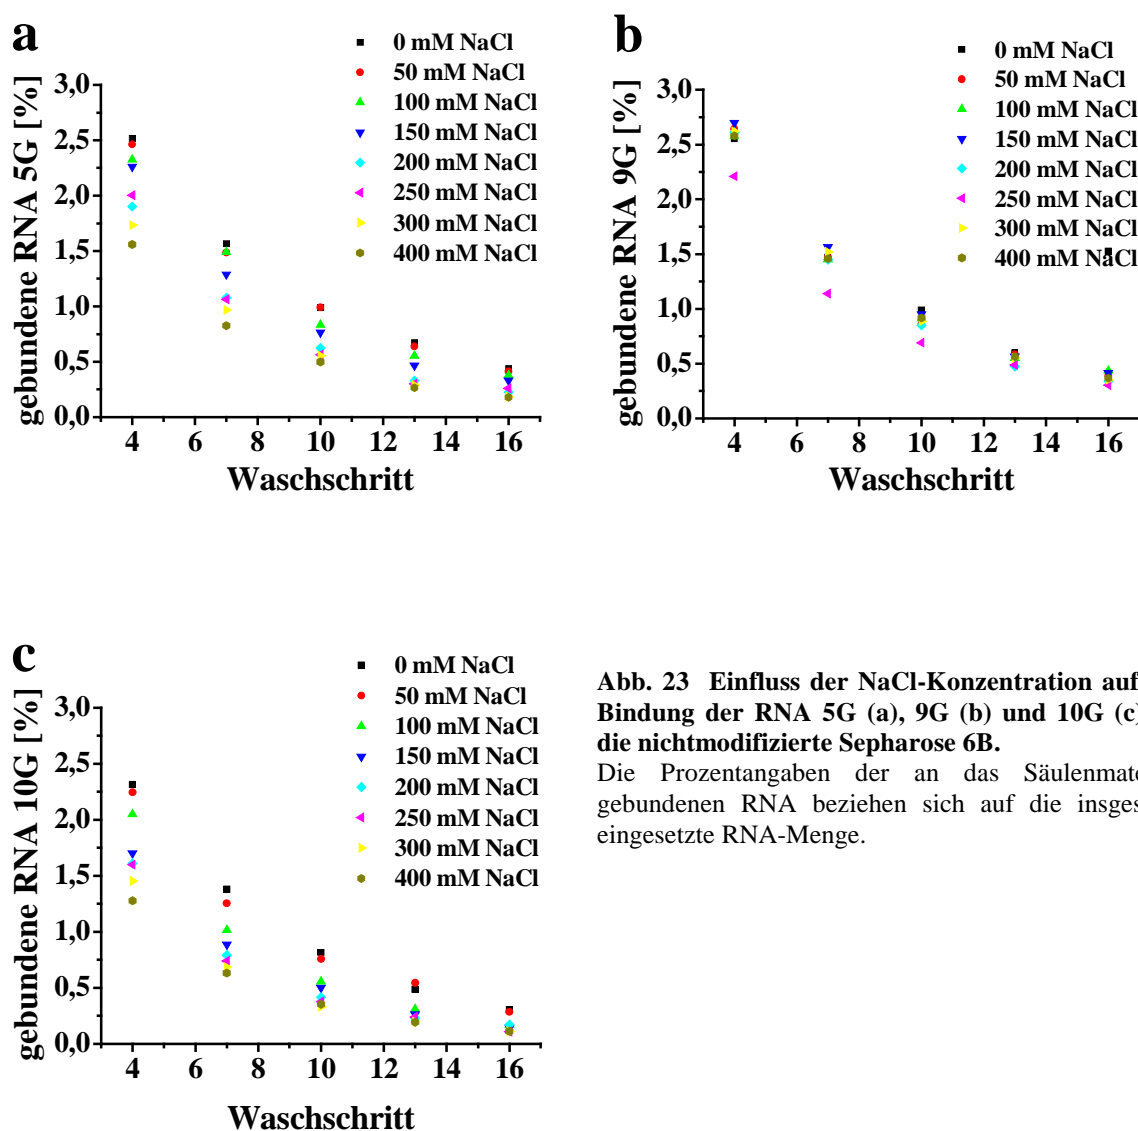 a
0 mM NaCl
50 mM NaCl
100 mM NaCl
150 mM NaCl
200 mM NaCl
250 mM NaCl
300 mM NaCl
400 mM NaCl
gebundene RNA 5G [%]
3,0
2,5
2,0
1,5
1,0
0,5
0,0
4 6 8 10 12 14 16
Waschschritt
b
0 mM NaCl
50 mM NaCl
100 mM NaCl
150 mM NaCl
200 mM NaCl
250 mM NaCl
300 mM NaCl
400 mM NaCl
gebundene RNA 9G [%]
3,0
2,5
2,0
1,5
1,0
0,5
0,0
4 6 8 10 12 14 16
Waschschritt
c
0 mM NaCl
50 mM NaCl
100 mM NaCl
150 mM NaCl
200 mM NaCl
250 mM NaCl
300 mM NaCl
400 mM NaCl
gebundene RNA 10G [%]
3,0
2,5
2,0
1,5
1,0
0,5
0,0
4 6 8 10 12 14 16
Waschschritt
Abb. 23 Einfluss der NaCl-Konzentration auf
Bindung der RNA 5G (a), 9G (b) und 10G (c)
die nichtmodifizierte Sepharose 6B.
Die Prozentangaben der an das Säulenmate
gebundenen RNA beziehen sich auf die insges
eingesetzte RNA-Menge.